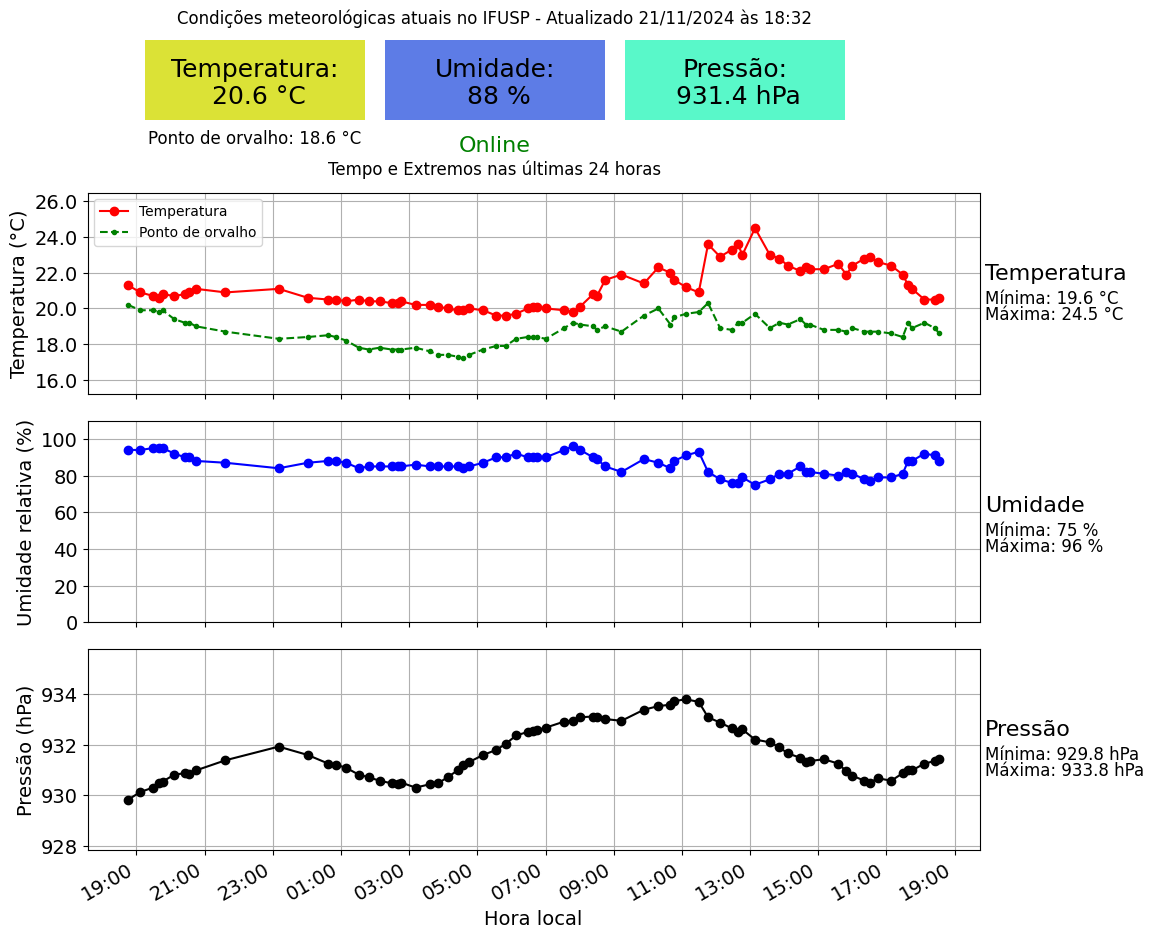 Condições meteorológicas atuais no IFUSP - Atualizado 21/11/2024 às 18:32
Temperatura:
20.6 °C
Umidade:
88 %
Pressão:
931.4 hPa
Ponto de orvalho: 18.6 °C
Online
Tempo e Extremos nas últimas 24 horas
Temperatura (°C)
26.0
24.0
22.0
20.0
18.0
16.0
Temperatura
Ponto de orvalho
Temperatura
Mínima: 19.6 °C
Máxima: 24.5 °C
Umidade relativa (%)
100
80
60
40
20
0
Umidade
Mínima: 75 %
Máxima: 96 %
Pressão (hPa)
934
932
930
928
Pressão
Mínima: 929.8 hPa
Máxima: 933.8 hPa
19:00 21:00 23:00 01:00 03:00 05:00 07:00 09:00 11:00 13:00 15:00 17:00 19:00
Hora local